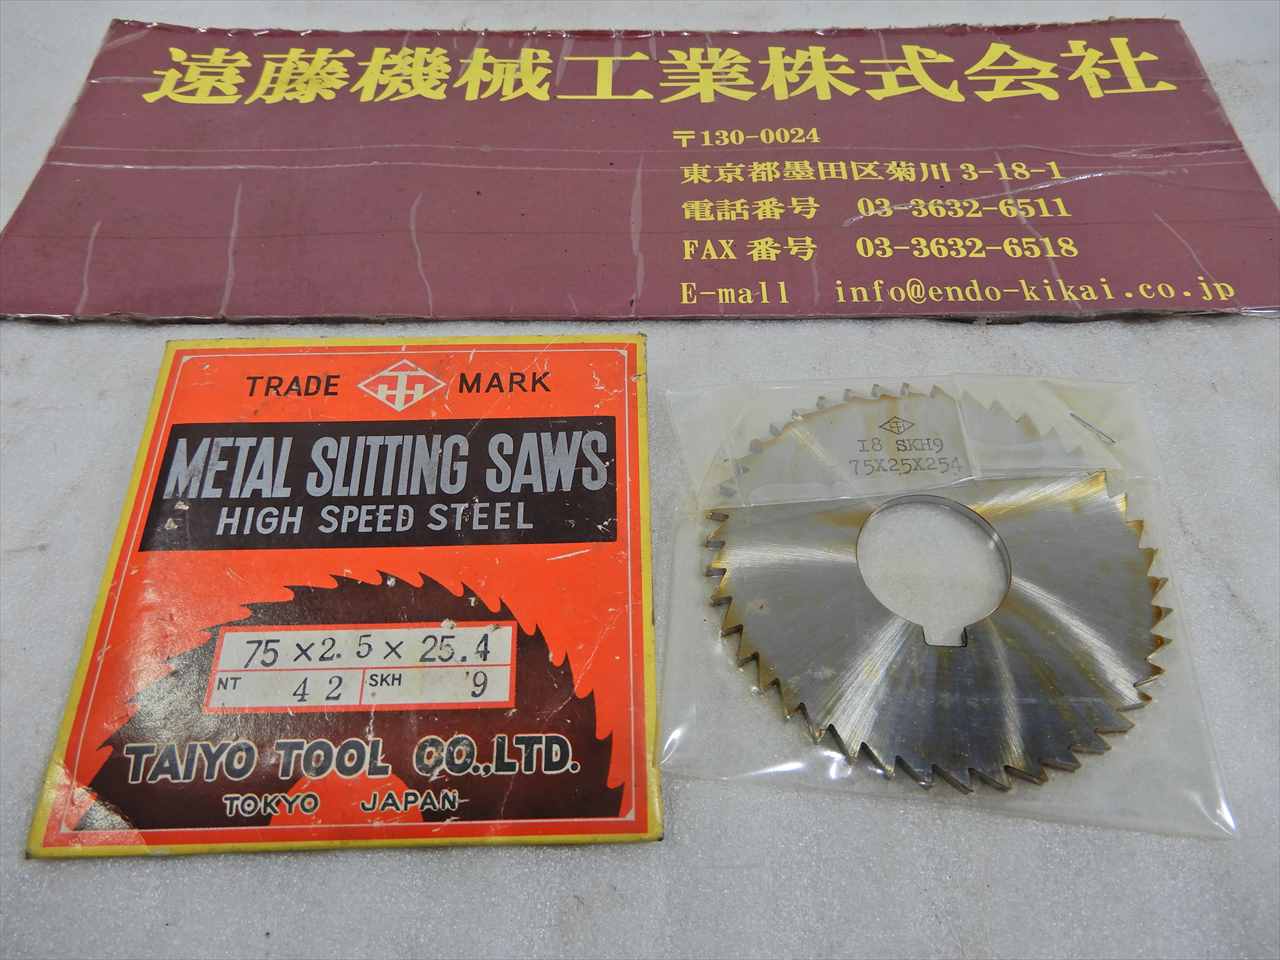 遠藤機械工業株式会社
〒130-0024
東京都墨田区菊川 3-18-1
電話番号 03-3632-6511
FAX 番号 03-3632-6518
E-mall info@endo-kikai.co.jp
TRADE MARK
METAL SLITTING SAWS
HIGH SPEED STEEL
75×2.5×25.4
NT 42 SKH 9
TAIYO TOOL CO.,LTD.
TOKYO JAPAN
I8 SKH9
75X25X254